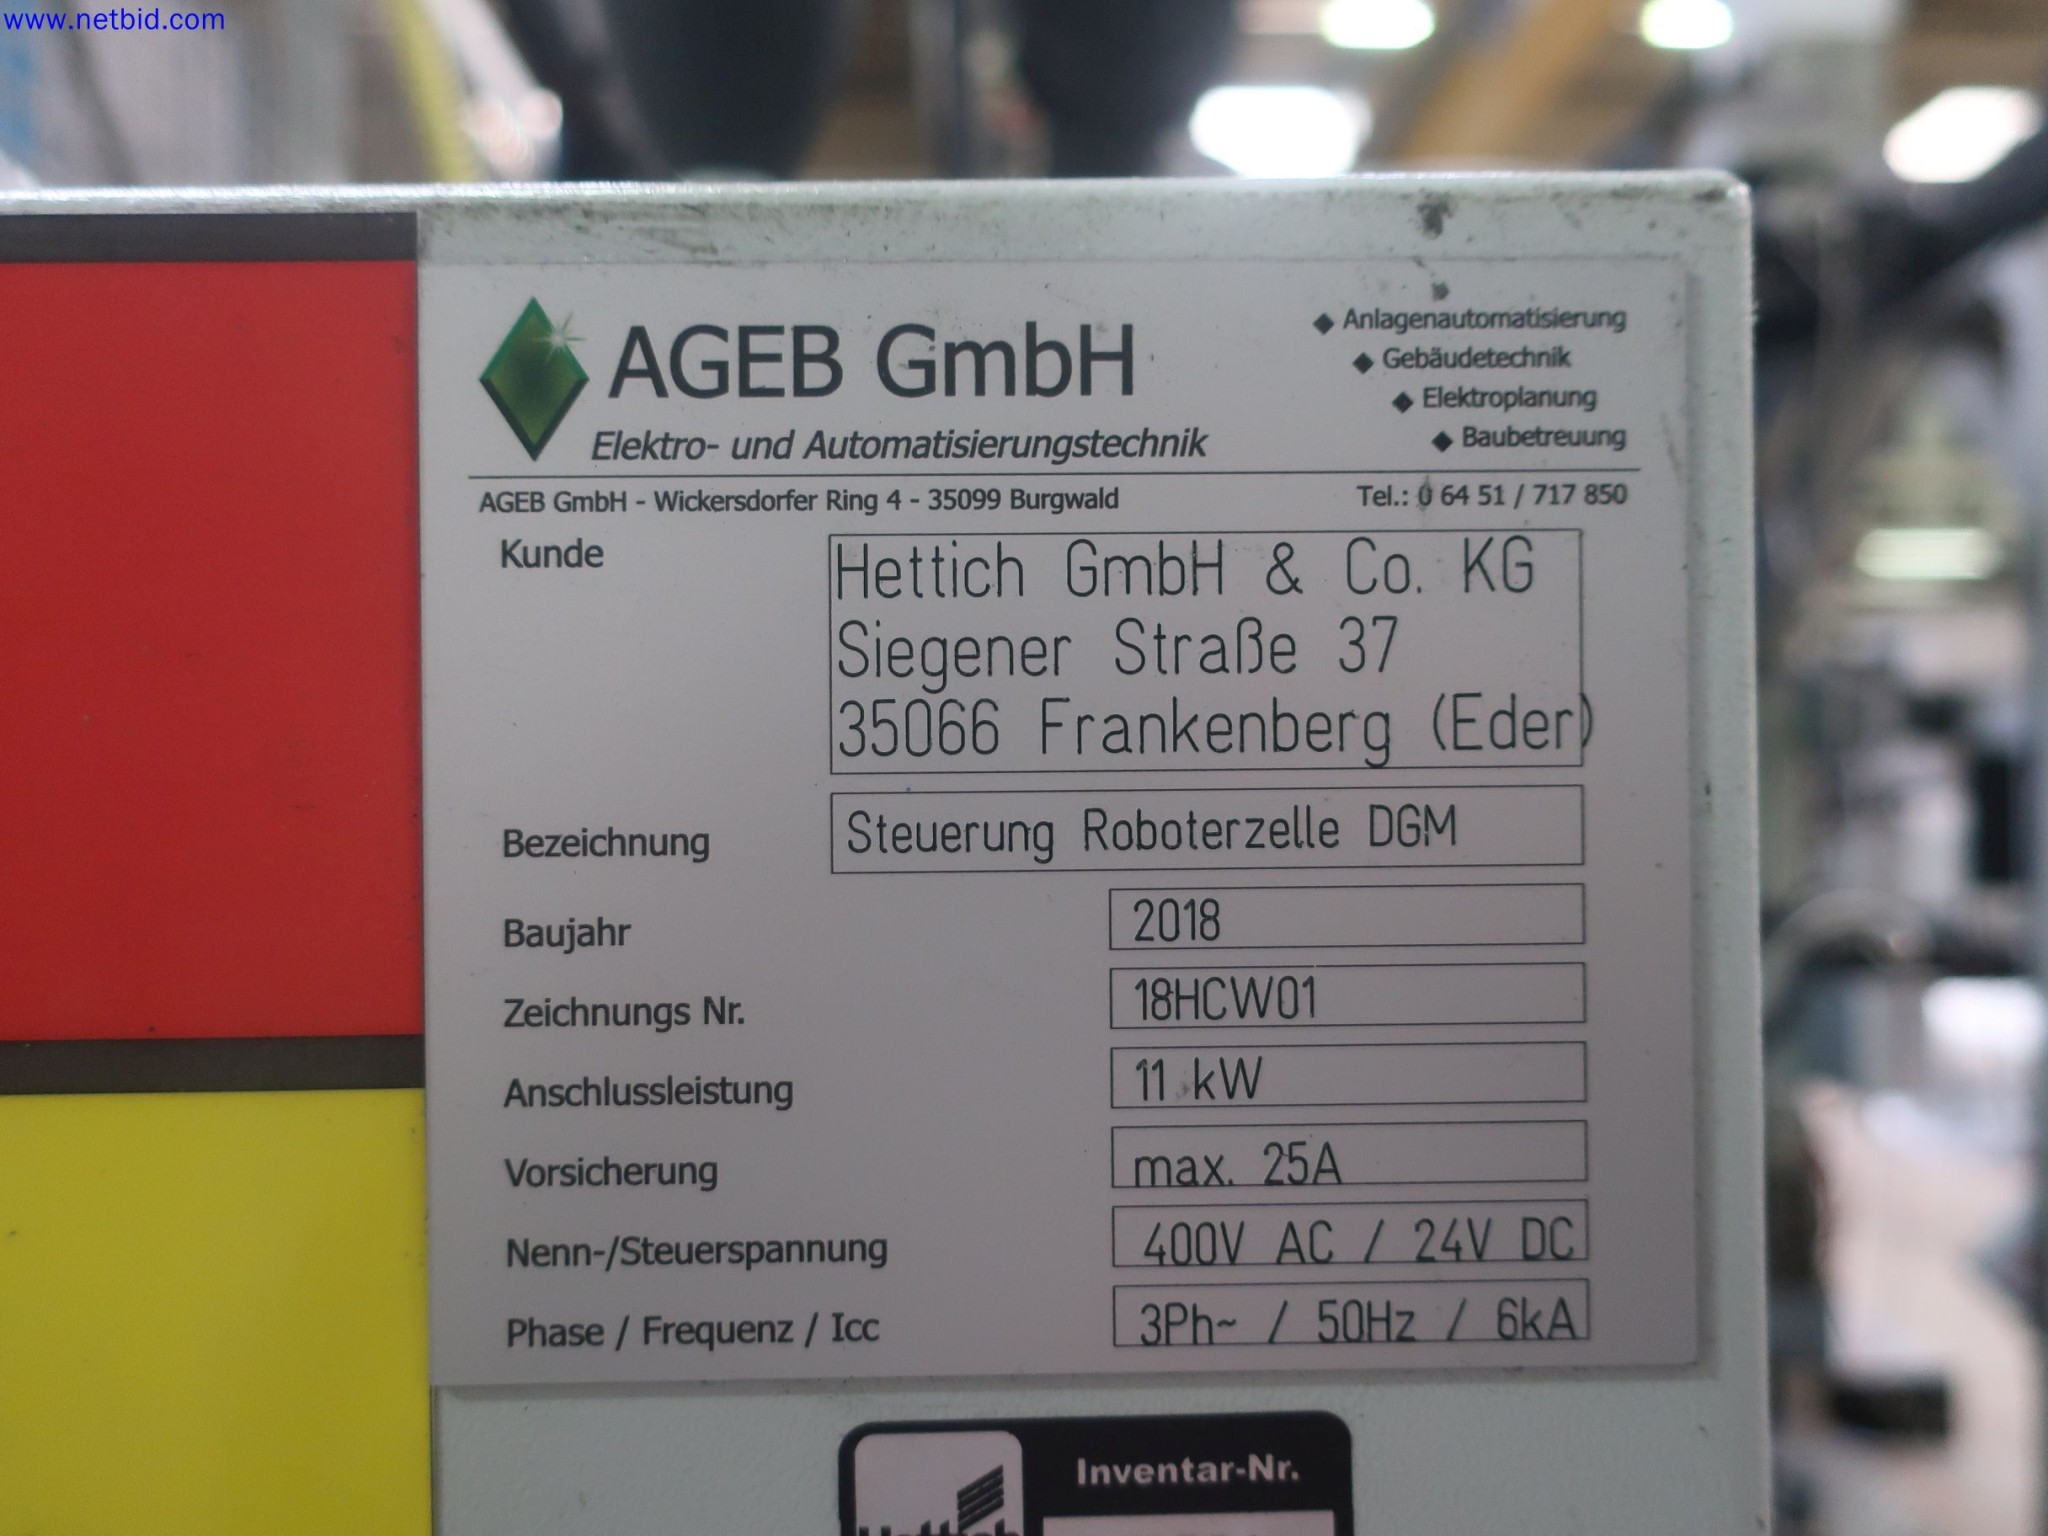 www.netbid.com
AGEB GmbH
Elektro- und Automatisierungstechnik
◆ Anlagenautomatisierung
◆ Gebäudetechnik
◆ Elektroplanung
◆ Baubetreuung
AGEB GmbH - Wickersdorfer Ring 4 - 35099 Burgwald Tel.: 0 64 51 / 717 850
Kunde Hettich GmbH & Co. KG
Siegener Straße 37
35066 Frankenberg (Eder)
Bezeichnung Steuerung Roboterzelle DGM
Baujahr 2018
Zeichnungs Nr. 18HCW01
Anschlussleistung 11 kW
Vorsicherung max. 25A
Nenn-/Steuerspannung 400V AC / 24V DC
Phase / Frequenz / Icc 3Ph~ / 50Hz / 6kA
Inventar-Nr.
Hettich